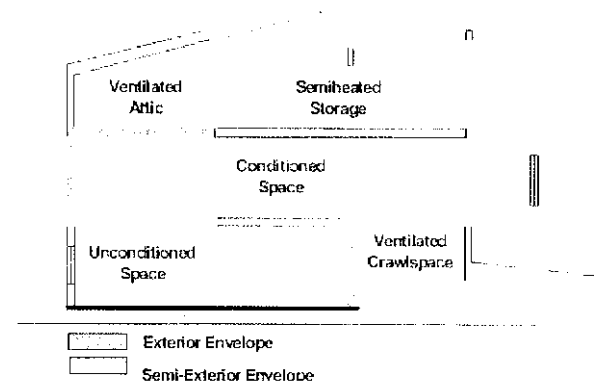 Ventilated
Attic
Semiheated
Storage
Conditioned
Space
Unconditioned
Space
Ventilated
Crawlspace
Exterior Envelope
Semi-Exterior Envelope